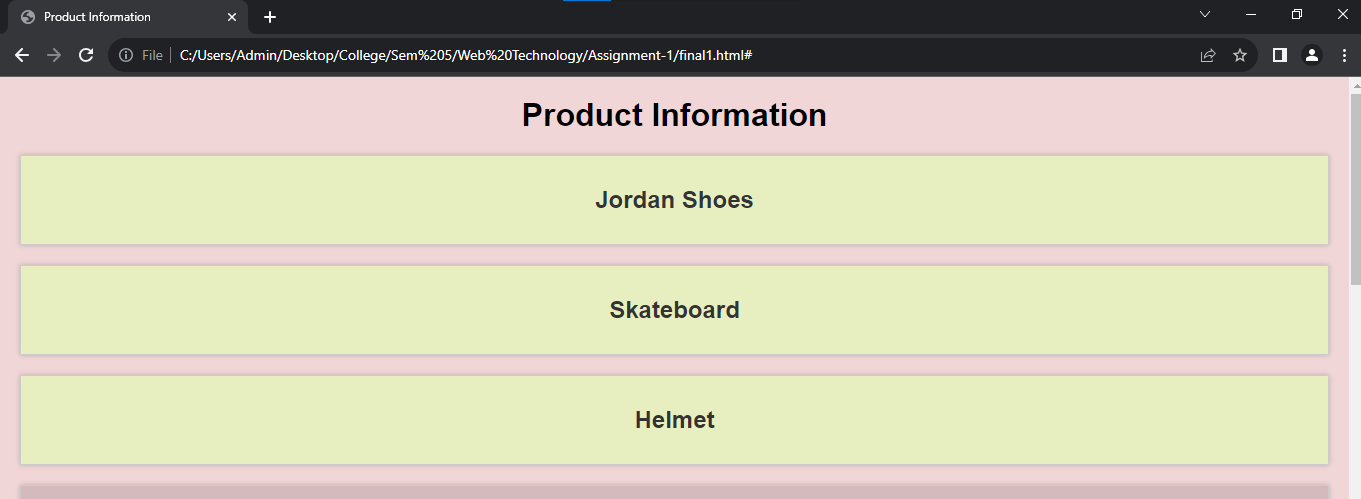 Product Information
File
C:/Users/Admin/Desktop/College/Sem%205/Web%20Technology/Assignment-1/final1.html#
Product Information
Jordan Shoes
Skateboard
Helmet